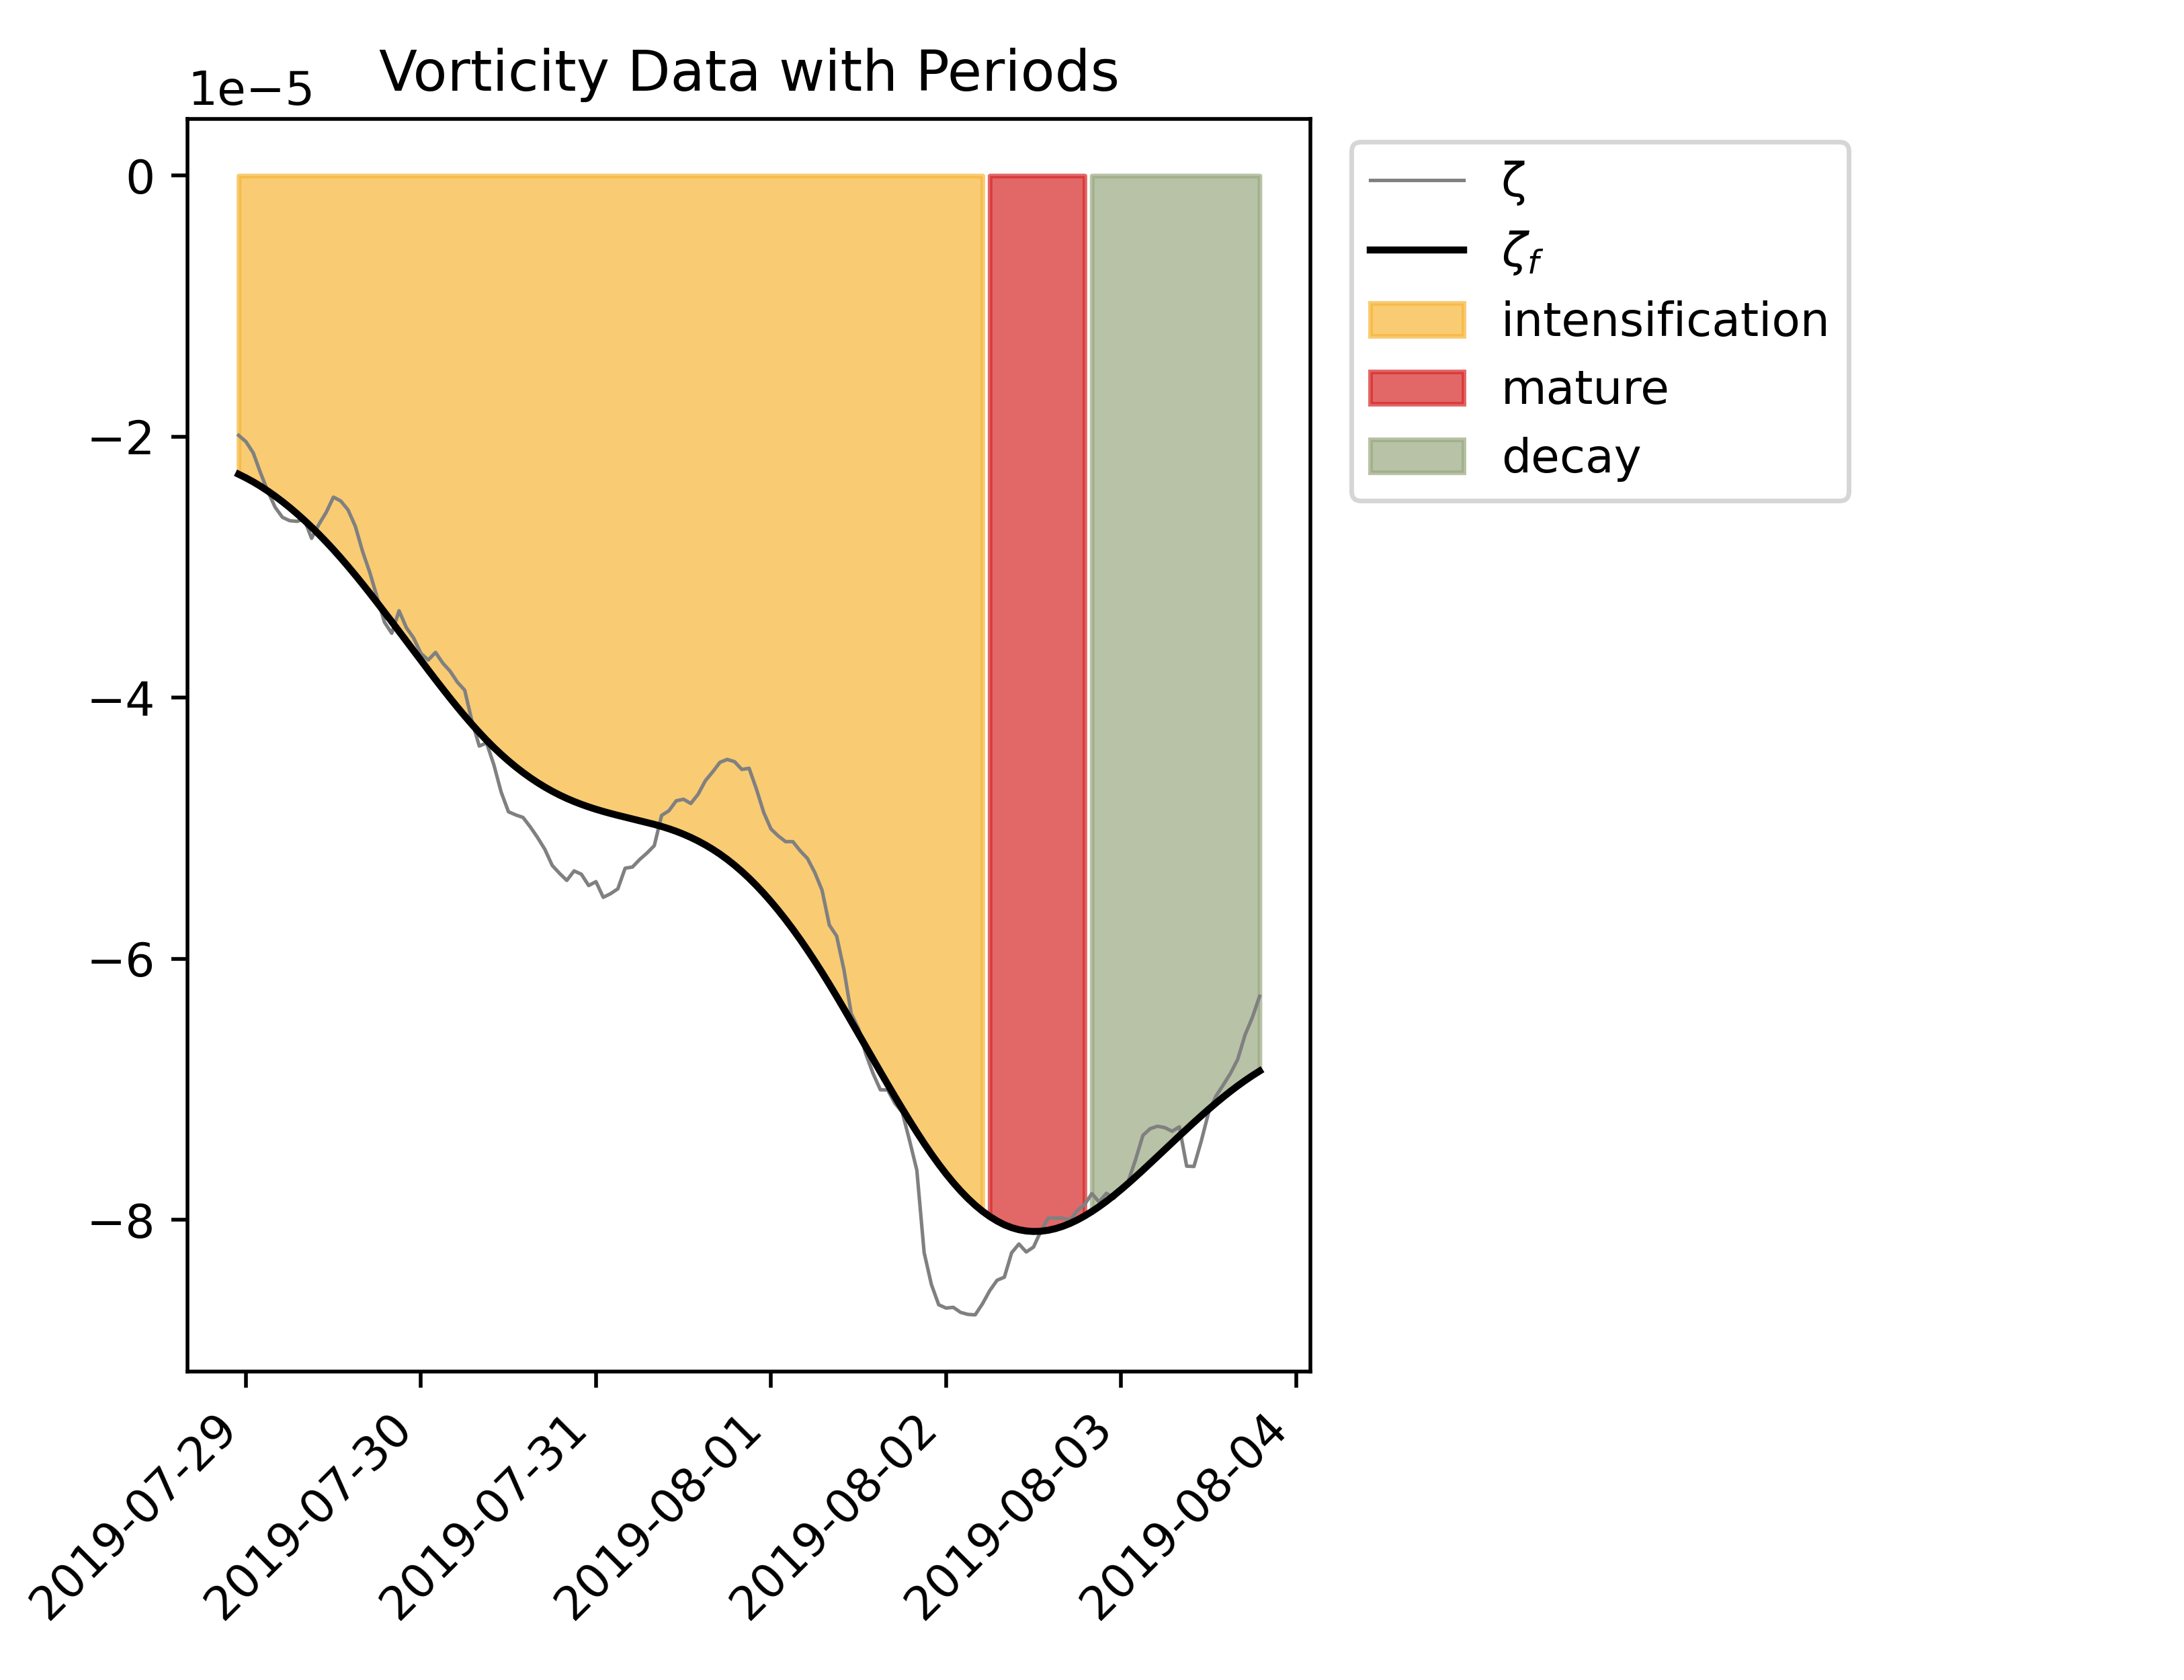 Vorticity Data with Periods
1e−5
0
−2
−4
−6
−8
2019-07-29
2019-07-30
2019-07-31
2019-08-01
2019-08-02
2019-08-03
2019-08-04
ζ
ζf
intensification
mature
decay